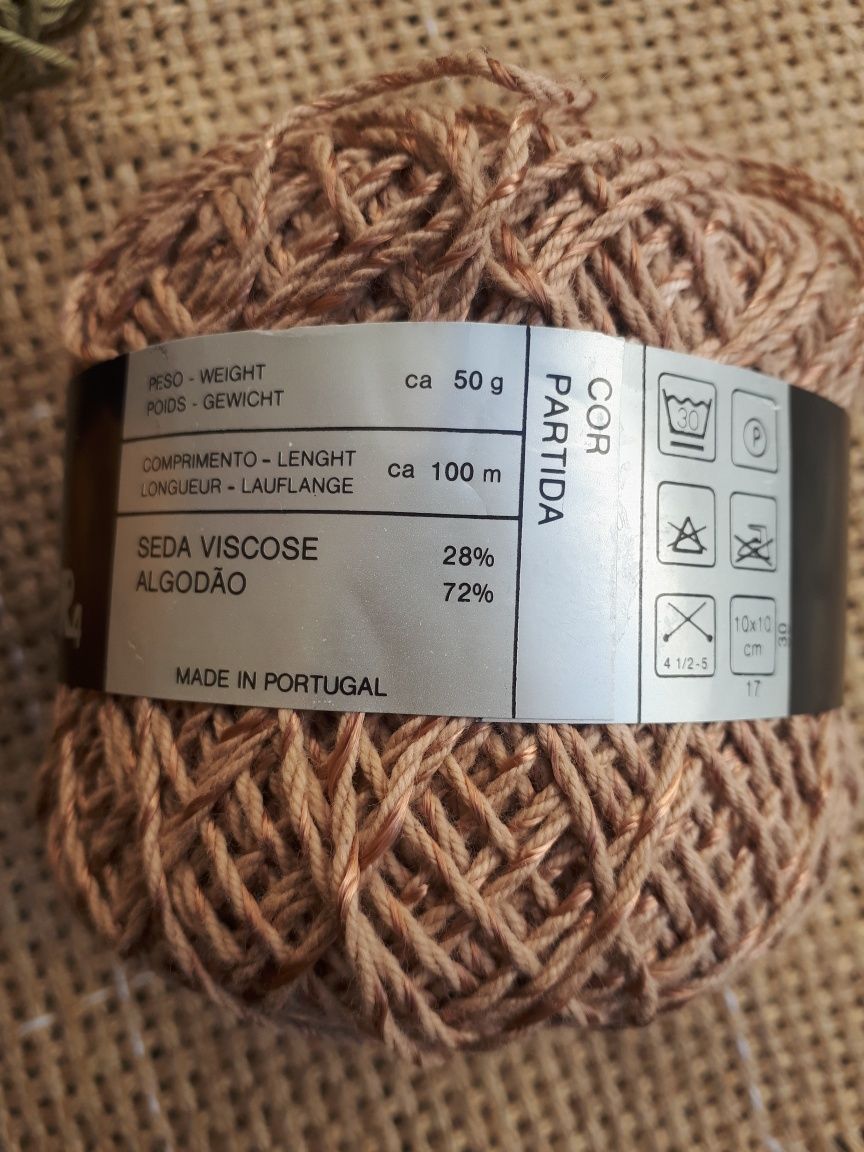 PESO - WEIGHT
POIDS - GEWICHT
ca 50 g
COMPRIMENTO - LENGHT
LONGUEUR - LAUFLANGE
ca 100 m
SEDA VISCOSE 28%
ALGODÃO 72%
MADE IN PORTUGAL
COR
PARTIDA
30
P
4 1/2-5
10x10
cm
30
17